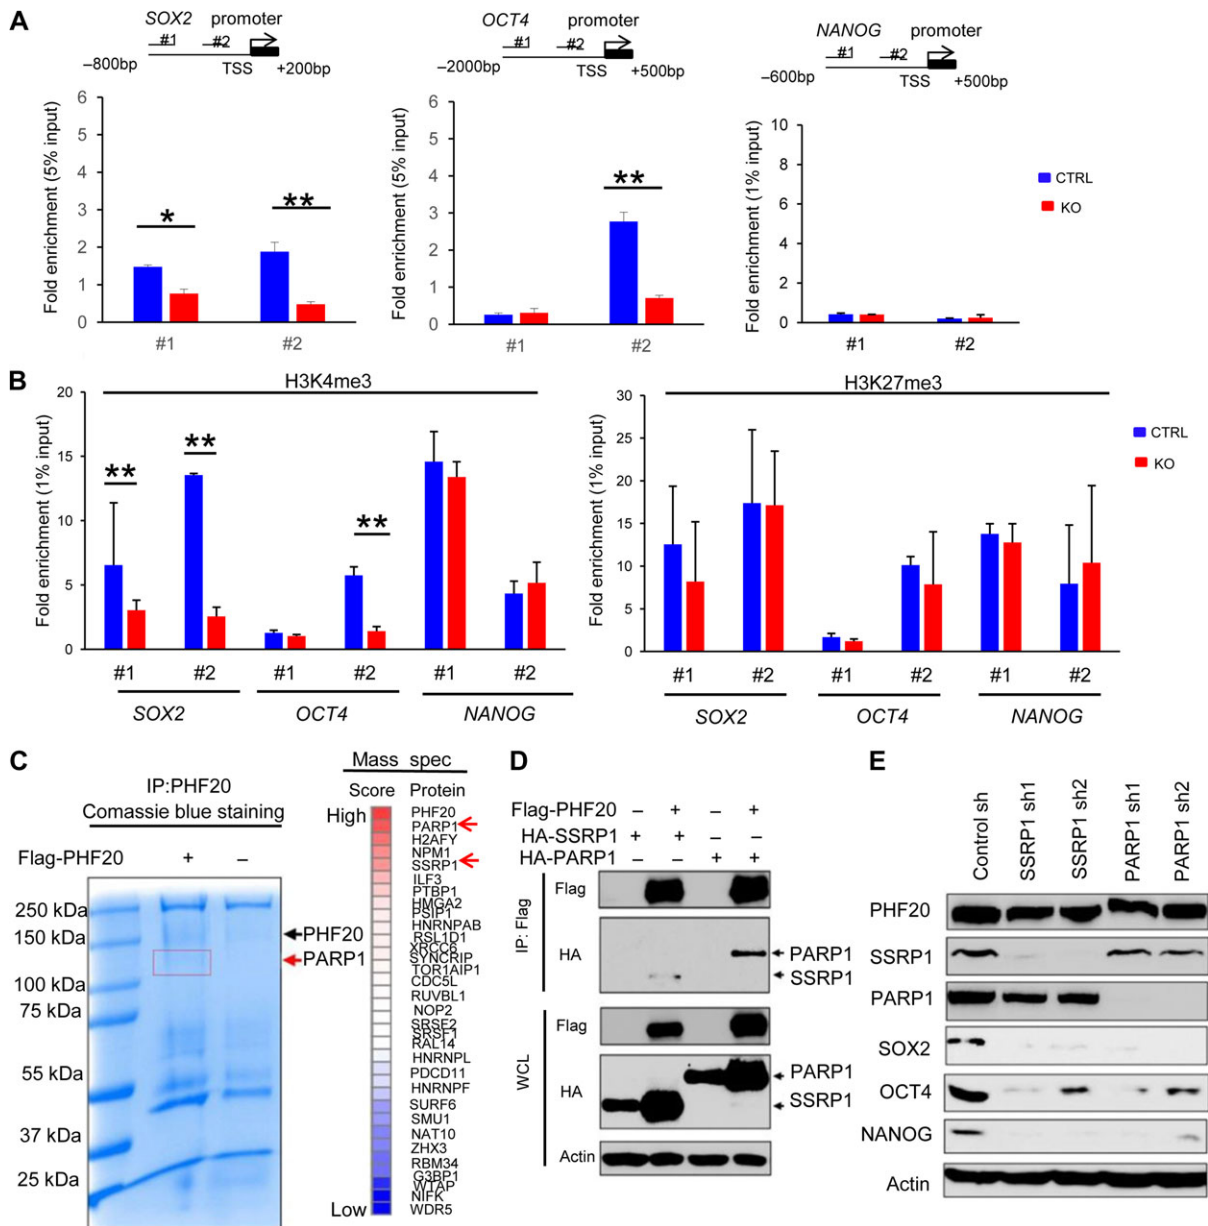 A
SOX2 promoter
#1 #2
–800bp TSS +200bp
OCT4 promoter
#1 #2
–2000bp TSS +500bp
NANOG promoter
#1 #2
–600bp TSS +500bp
Fold enrichment (5% input)
6
5
4
3
2
1
0
* **
#1 #2
Fold enrichment (5% input)
6
5
4
3
2
1
0
**
#1 #2
Fold enrichment (1% input)
10
8
6
4
2
0
#1 #2
CTRL
KO
B
H3K4me3
Fold enrichment (1% input)
20
15
10
5
0
** ** **
#1 #2 #1 #2 #1 #2
SOX2 OCT4 NANOG
H3K27me3
Fold enrichment (1% input)
30
25
20
15
10
5
0
#1 #2 #1 #2 #1 #2
SOX2 OCT4 NANOG
CTRL
KO
C
IP:PHF20
Comassie blue staining
Flag-PHF20 + –
250 kDa
150 kDa
100 kDa
75 kDa
55 kDa
37 kDa
25 kDa
PHF20
PARP1
Mass spec
Score Protein
High
Low
PHF20
PARP1
H2AFY
NPM1
SSRP1
ILF3
PTBP1
HMGA2
PSIP1
HNRNPAB
RSL1D1
XRCC6
SYNCRIP
TOR1AIP1
CDC5L
RUVBL1
NOP2
SRSF2
SRSF1
RAL14
HNRNPL
PDCD11
HNRNPF
SURF6
SMU1
NAT10
ZHX3
RBM34
G3BP1
WTAP
NIFK
WDR5
D
Flag-PHF20 – + – +
HA-SSRP1 + + – –
HA-PARP1 – – + +
IP: Flag
Flag
HA
PARP1
SSRP1
WCL
Flag
HA
PARP1
SSRP1
Actin
E
Control sh
SSRP1 sh1
SSRP1 sh2
PARP1 sh1
PARP1 sh2
PHF20
SSRP1
PARP1
SOX2
OCT4
NANOG
Actin